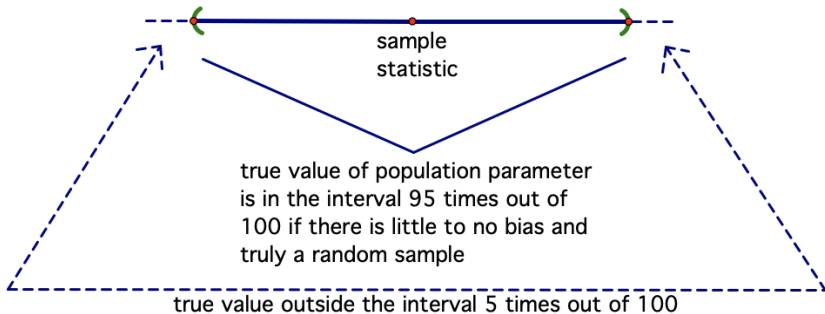 sample
statistic
true value of population parameter
is in the interval 95 times out of
100 if there is little to no bias and
truly a random sample
true value outside the interval 5 times out of 100